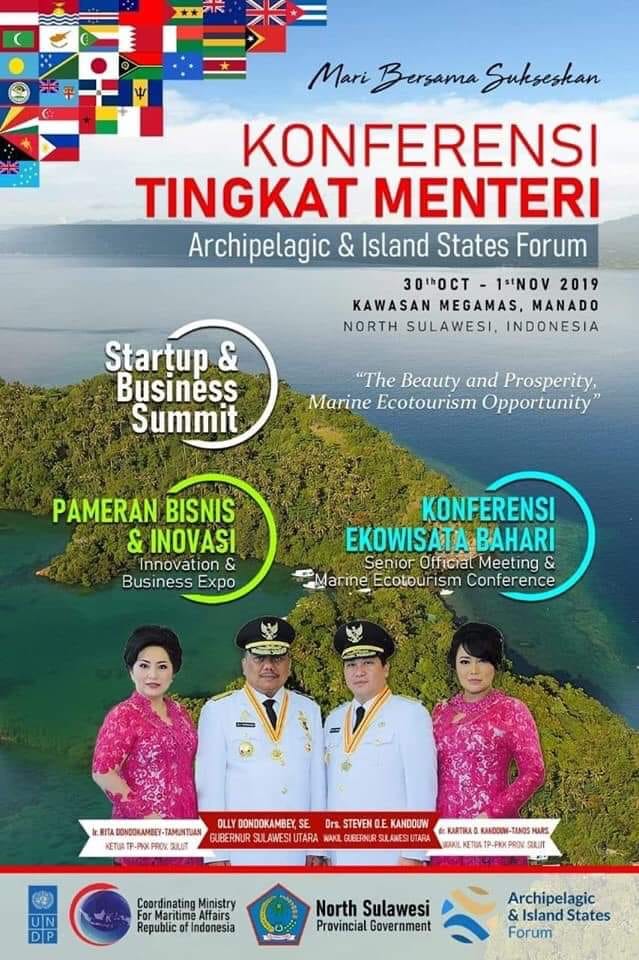 Mari Bersama Sukseskan
KONFERENSI
TINGKAT MENTERI
Archipelagic & Island States Forum
30thOCT - 1stNOV 2019
KAWASAN MEGAMAS, MANADO
NORTH SULAWESI, INDONESIA
Startup &
Business
Summit
“The Beauty and Prosperity,
Marine Ecotourism Opportunity”
PAMERAN BISNIS
& INOVASI
Innovation &
Business Expo
KONFERENSI
EKOWISATA BAHARI
Senior Official Meeting &
Marine Ecotourism Conference
Ir. RITA DONDOKAMBEY-TAMUNTUAN
KETUA TP-PKK PROV. SULUT
OLLY DONDOKAMBEY, SE.
GUBERNUR SULAWESI UTARA
Drs. STEVEN O.E. KANDOUW
WAKIL GUBERNUR SULAWESI UTARA
dr. KARTIKA D. KANDOUW-TANOS MARS.
WAKIL KETUA TP-PKK PROV. SULUT
U N
D P
Coordinating Ministry
For Maritime Affairs
Republic of Indonesia
North Sulawesi
Provincial Government
Archipelagic
& Island States
Forum